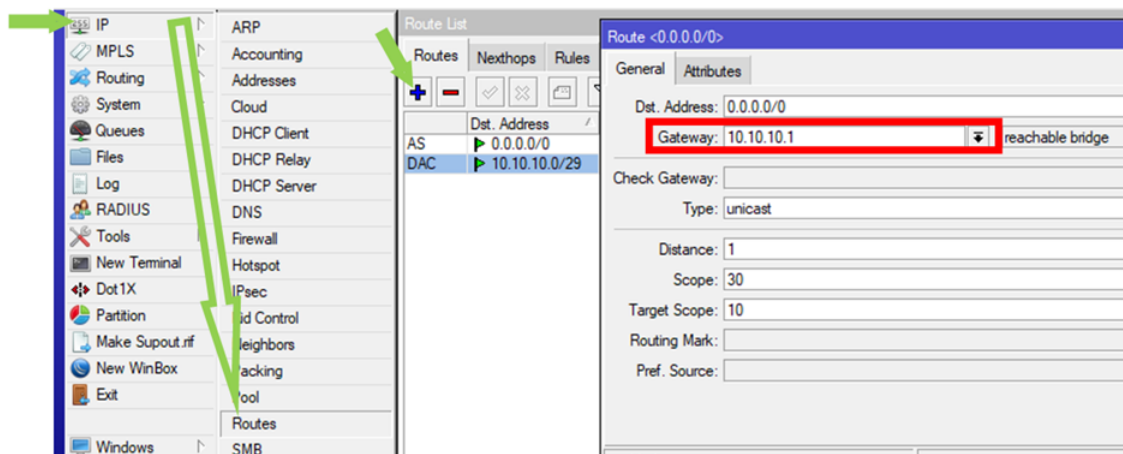 IP
MPLS
Routing
System
Queues
Files
Log
RADIUS
Tools
New Terminal
Dot1X
Partition
Make Supout.rif
New WinBox
Exit
Windows
ARP
Accounting
Addresses
Cloud
DHCP Client
DHCP Relay
DHCP Server
DNS
Firewall
Hotspot
IPsec
Kid Control
Neighbors
Packing
Pool
Routes
SMB
Route List
Routes Nexthops Rules
Dst. Address
AS 0.0.0.0/0
DAC 10.10.10.0/29
Route <0.0.0.0/0>
General Attributes
Dst. Address: 0.0.0.0/0
Gateway: 10.10.10.1 reachable bridge
Check Gateway:
Type: unicast
Distance: 1
Scope: 30
Target Scope: 10
Routing Mark:
Pref. Source: